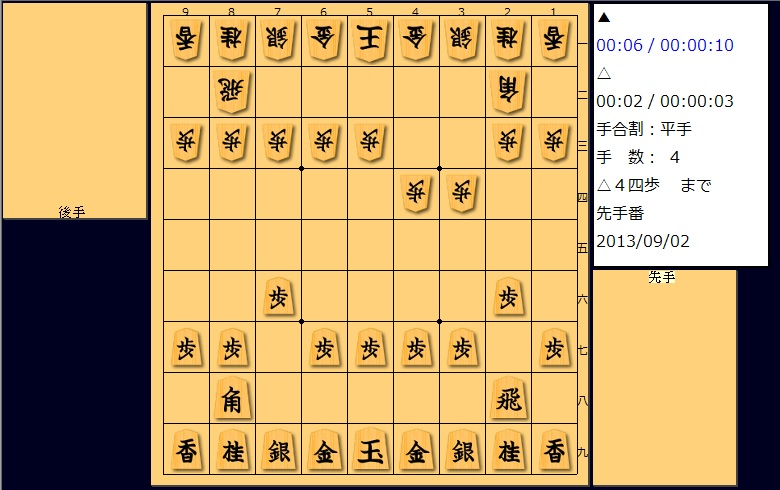 9 8 7 6 5 4 3 2 1
香 桂 銀 金 王 金 銀 桂 香 一
飛 角 二
歩 歩 歩 歩 歩 歩 歩 三
歩 歩 四
五
歩 歩 六
歩 歩 歩 歩 歩 歩 歩 七
角 飛 八
香 桂 銀 金 玉 金 銀 桂 香 九
後手
▲
00:06 / 00:00:10
△
00:02 / 00:00:03
手合割：平手
手　数： 4
△４四歩　まで
先手番
2013/09/02
先手